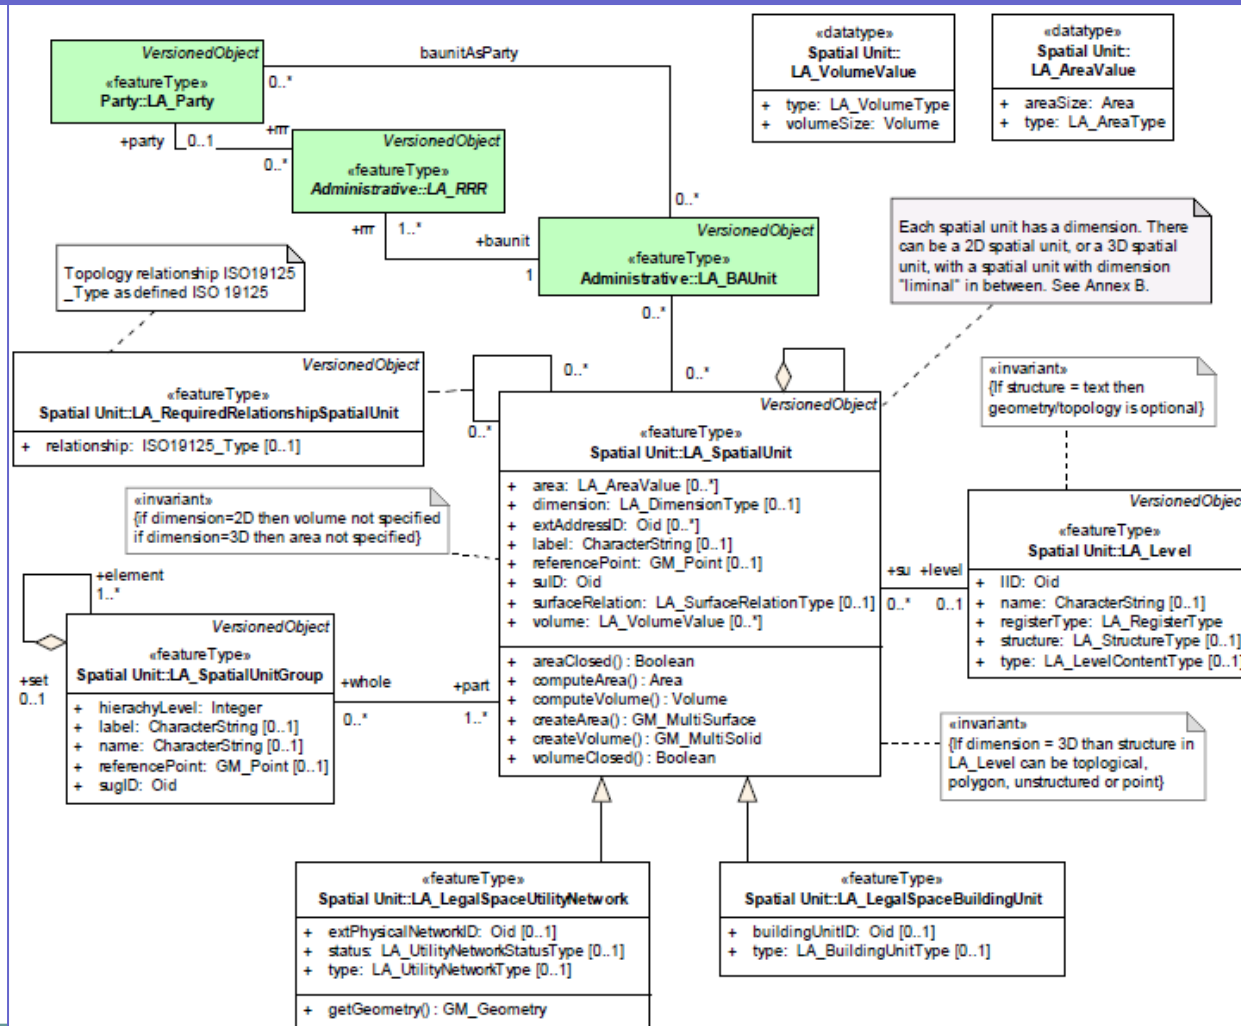 VersionedObject
«featureType»
Party::LA_Party
baunitAsParty
0..*
+party
0..1
+rrr
0..*
VersionedObject
«featureType»
Administrative::LA_RRR
+rrr
1..*
+baunit
1
0..*
VersionedObject
«featureType»
Administrative::LA_BAUnit
0..*
0..*
«datatype»
Spatial Unit::
LA_VolumeValue
+ type: LA_VolumeType
+ volumeSize: Volume
«datatype»
Spatial Unit::
LA_AreaValue
+ areaSize: Area
+ type: LA_AreaType
Each spatial unit has a dimension. There
can be a 2D spatial unit, or a 3D spatial
unit, with a spatial unit with dimension
"liminal" in between. See Annex B.
Topology relationship ISO19125
_Type as defined ISO 19125
VersionedObject
«featureType»
Spatial Unit::LA_RequiredRelationshipSpatialUnit
+ relationship: ISO19125_Type [0..1]
0..*
0..*
«invariant»
{If structure = text then
geometry/topology is optional}
«invariant»
{if dimension=2D then volume not specified
if dimension=3D then area not specified}
VersionedObject
«featureType»
Spatial Unit::LA_SpatialUnit
+ area: LA_AreaValue [0..*]
+ dimension: LA_DimensionType [0..1]
+ extAddressID: Oid [0..*]
+ label: CharacterString [0..1]
+ referencePoint: GM_Point [0..1]
+ suID: Oid
+ surfaceRelation: LA_SurfaceRelationType [0..1]
+ volume: LA_VolumeValue [0..*]
+ areaClosed() : Boolean
+ computeArea() : Area
+ computeVolume() : Volume
+ createArea() : GM_MultiSurface
+ createVolume() : GM_MultiSolid
+ volumeClosed() : Boolean
+su
+level
0..*
0..1
VersionedObjec
«featureType»
Spatial Unit::LA_Level
+ lID: Oid
+ name: CharacterString [0..1]
+ registerType: LA_RegisterType
+ structure: LA_StructureType [0..1]
+ type: LA_LevelContentType [0..1]
+element
1..*
+set
0..1
VersionedObject
«featureType»
Spatial Unit::LA_SpatialUnitGroup
+ hierachyLevel: Integer
+ label: CharacterString [0..1]
+ name: CharacterString [0..1]
+ referencePoint: GM_Point [0..1]
+ sugID: Oid
+whole
+part
0..*
1..*
«invariant»
{If dimension = 3D than structure in
LA_Level can be toplogical,
polygon, unstructured or point}
«featureType»
Spatial Unit::LA_LegalSpaceUtilityNetwork
+ extPhysicalNetworkID: Oid [0..1]
+ status: LA_UtilityNetworkStatusType [0..1]
+ type: LA_UtilityNetworkType [0..1]
+ getGeometry() : GM_Geometry
«featureType»
Spatial Unit::LA_LegalSpaceBuildingUnit
+ buildingUnitID: Oid [0..1]
+ type: LA_BuildingUnitType [0..1]